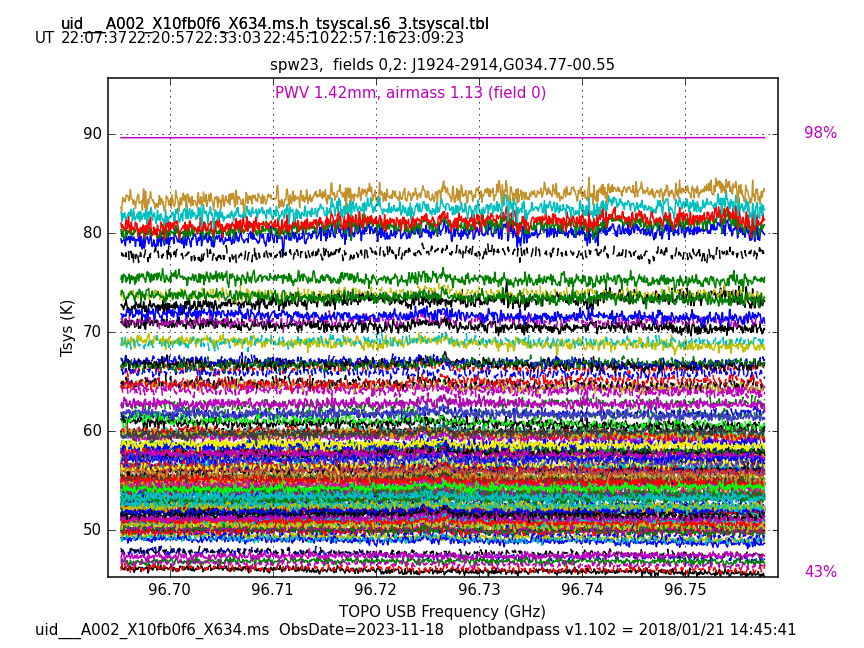 uid___A002_X10fb0f6_X634.ms.h_tsyscal.s6_3.tsyscal.tbl
UT 22:07:37 22:20:57 22:33:03 22:45:10 22:57:16 23:09:23
spw23,  fields 0,2: J1924-2914,G034.77-00.55
PWV 1.42mm, airmass 1.13 (field 0)
98%
90
80
70
60
50
Tsys (K)
43%
96.70 96.71 96.72 96.73 96.74 96.75
TOPO USB Frequency (GHz)
uid___A002_X10fb0f6_X634.ms  ObsDate=2023-11-18   plotbandpass v1.102 = 2018/01/21 14:45:41